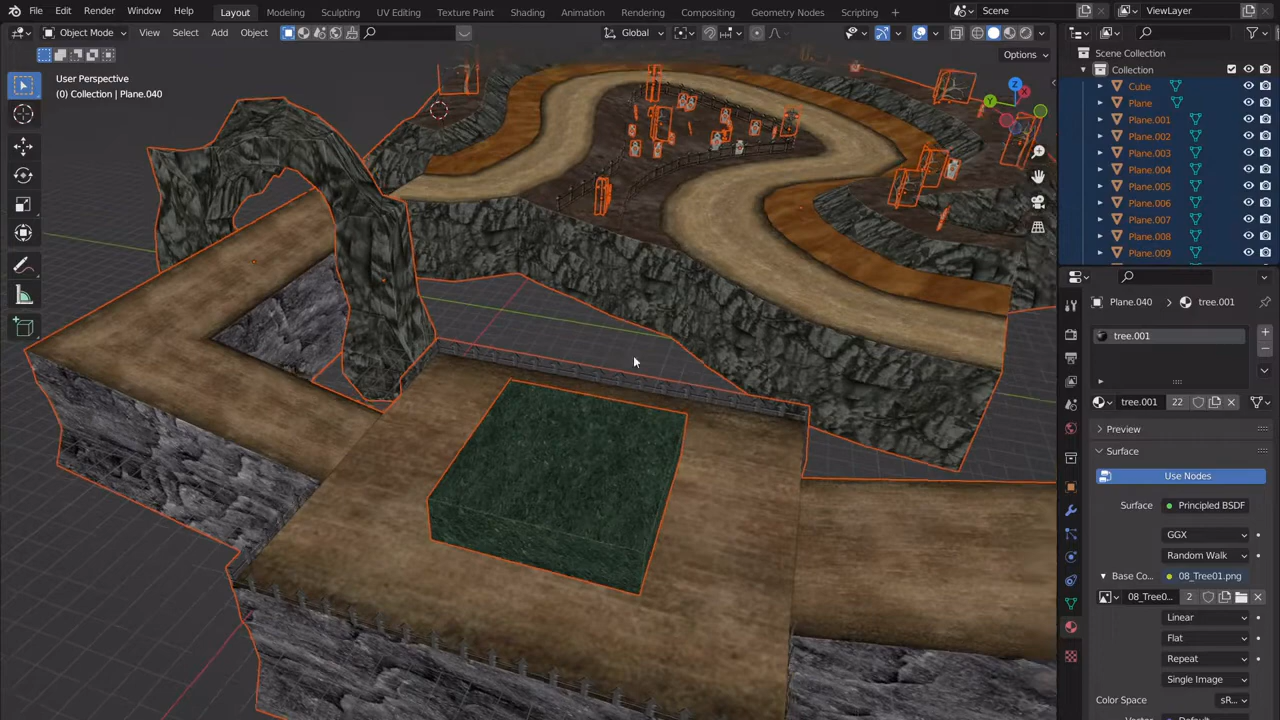 File Edit Render Window Help Layout Modeling Sculpting UV Editing Texture Paint Shading Animation Rendering Compositing Geometry Nodes Scripting Scene ViewLayer
Object Mode View Select Add Object Global
Options
User Perspective
(0) Collection | Plane.040
X
Y
Z
Scene Collection
Collection
Cube
Plane
Plane.001
Plane.002
Plane.003
Plane.004
Plane.005
Plane.006
Plane.007
Plane.008
Plane.009
Plane.040 > tree.001
tree.001
tree.001 22
Preview
Surface
Use Nodes
Surface Principled BSDF
GGX
Random Walk
Base Co... 08_Tree01.png
08_Tree0... 2
Linear
Flat
Repeat
Single Image
Color Space sR...